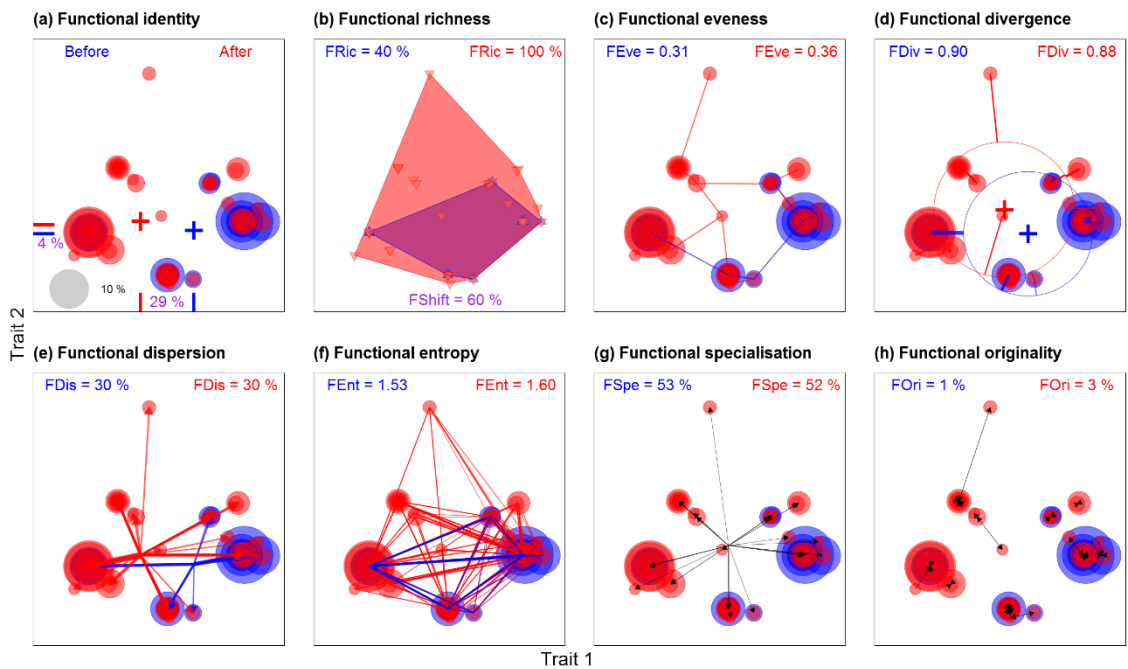 (a) Functional identity
Before
After
4 %
29 %
10 %
(b) Functional richness
FRic = 40 %
FRic = 100 %
FShift = 60 %
(c) Functional eveness
FEve = 0.31
FEve = 0.36
(d) Functional divergence
FDiv = 0.90
FDiv = 0.88
Trait 2
(e) Functional dispersion
FDis = 30 %
FDis = 30 %
(f) Functional entropy
FEnt = 1.53
FEnt = 1.60
(g) Functional specialisation
FSpe = 53 %
FSpe = 52 %
(h) Functional originality
FOri = 1 %
FOri = 3 %
Trait 1